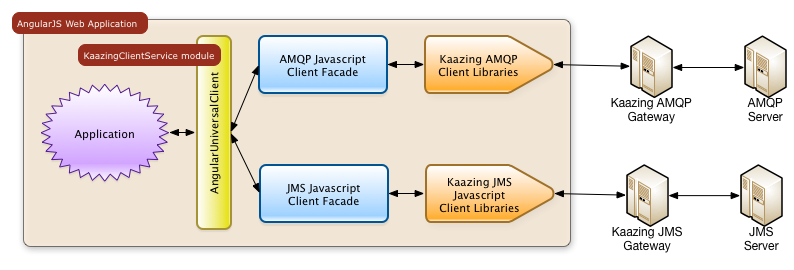 AngularJS Web Application
KaazingClientService module
Application
AngularUniversalClient
AMQP Javascript
Client Facade
Kaazing AMQP
Client Libraries
Kaazing AMQP
Gateway
AMQP
Server
JMS Javascript
Client Facade
Kaazing JMS
Javascript
Client Libraries
Kaazing JMS
Gateway
JMS
Server